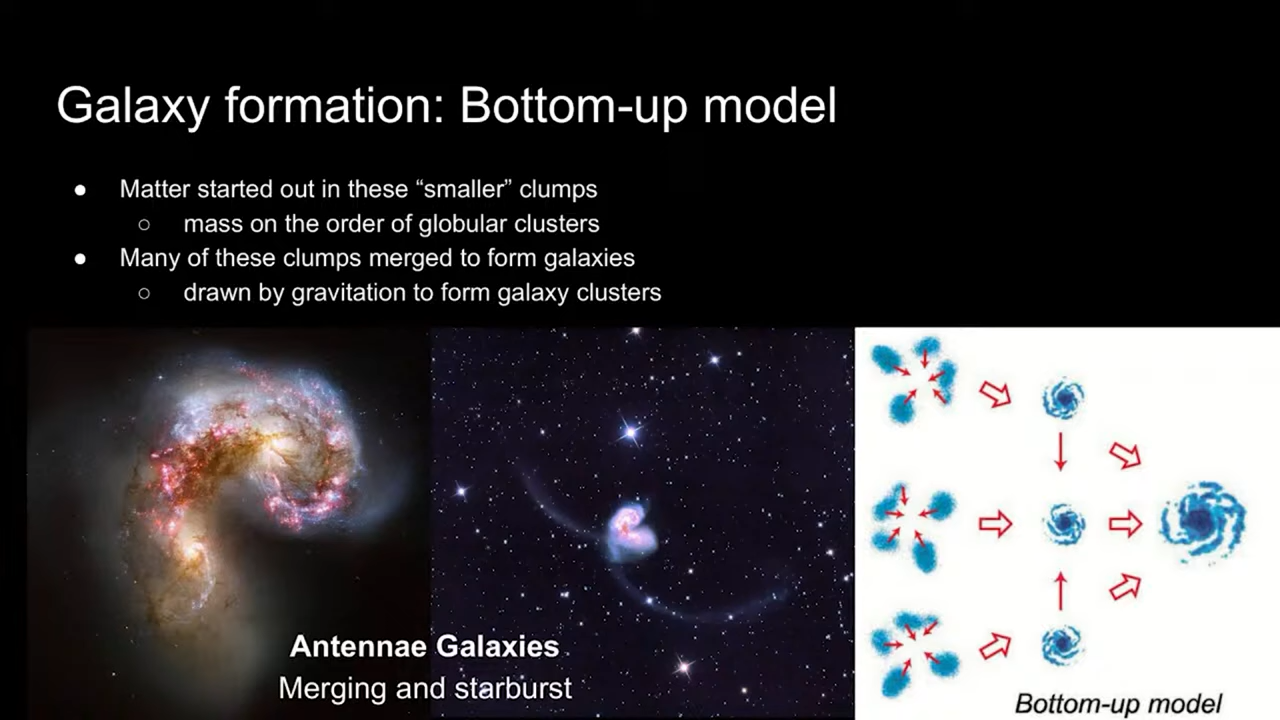 Galaxy formation: Bottom-up model
● Matter started out in these “smaller” clumps
○ mass on the order of globular clusters
● Many of these clumps merged to form galaxies
○ drawn by gravitation to form galaxy clusters
Antennae Galaxies
Merging and starburst
Bottom-up model